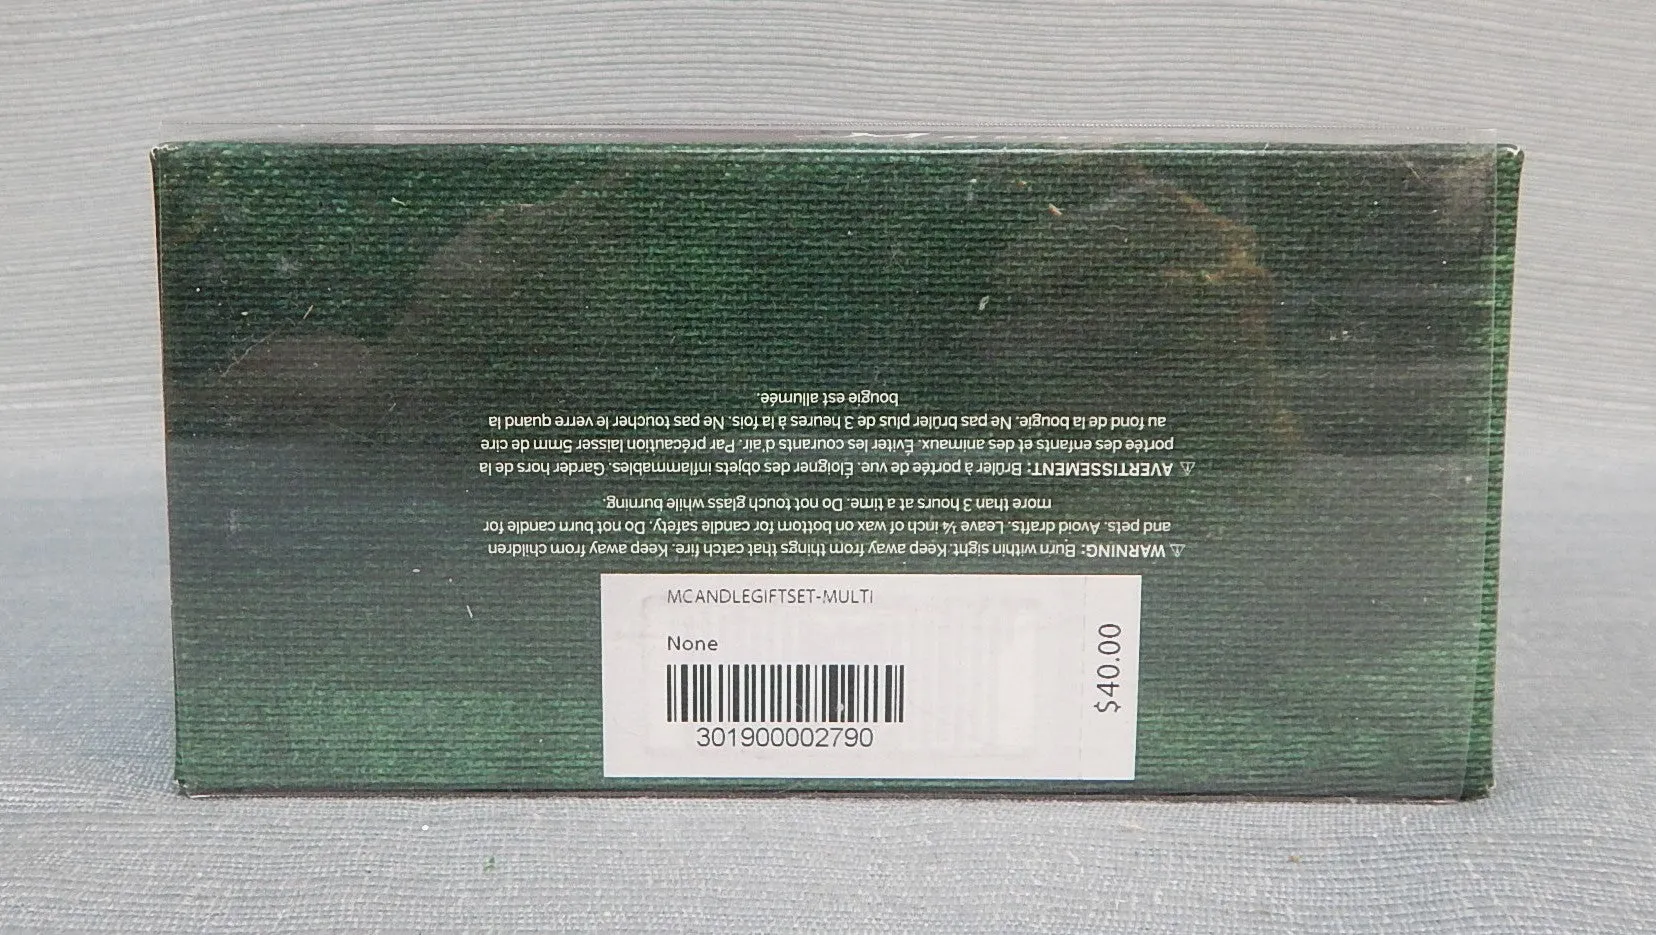 ⚠ WARNING: Burn within sight. Keep away from things that catch fire. Keep away from children
and pets. Avoid drafts. Leave ¼ inch of wax on bottom for candle safety. Do not burn candle for
more than 3 hours at a time. Do not touch glass while burning.
⚠ AVERTISSEMENT: Brûler à portée de vue. Éloigner des objets inflammables. Garder hors de la
portée des enfants et des animaux. Éviter les courants d'air. Par précaution laisser 5mm de cire
au fond de la bougie. Ne pas brûler plus de 3 heures à la fois. Ne pas toucher le verre quand la
bougie est allumée.
MCANDLEGIFTSET-MULTI
None
301900002790
$40.00